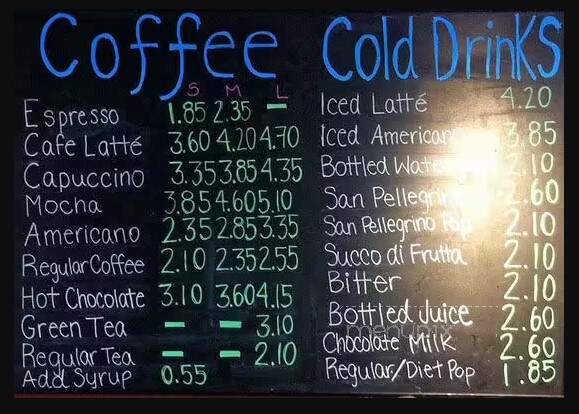 Coffee
S M L
Espresso 1.85 2.35 –
Cafe Latté 3.60 4.20 4.70
Capuccino 3.35 3.85 4.35
Mocha 3.85 4.60 5.10
Americano 2.35 2.85 3.35
Regular Coffee 2.10 2.35 2.55
Hot Chocolate 3.10 3.60 4.15
Green Tea – – 3.10
Regular Tea – – 2.10
Add Syrup 0.55
Cold Drinks
Iced Latté 4.20
Iced Americano 3.85
Bottled Water 2.10
San Pellegrino 2.60
San Pellegrino Pop 2.10
Succo di Frutta 2.10
Bitter 2.10
Bottled Juice 2.60
Chocolate Milk 2.60
Regular/Diet Pop 1.85
menupix